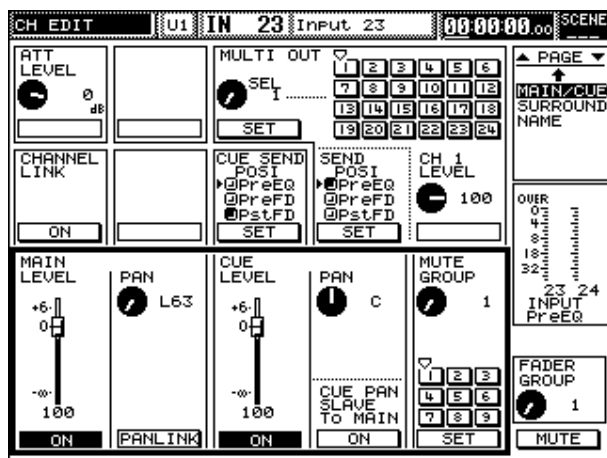 CH EDIT U1 IN 23 Input 23 00:00:00.00 SCENE
---
ATT
LEVEL
0
dB
MULTI OUT
SEL
1
SET
1 2 3 4 5 6
7 8 9 10 11 12
13 14 15 16 17 18
19 20 21 22 23 24
▲ PAGE ▼
MAIN/CUE
SURROUND
NAME
CHANNEL
LINK
ON
CUE SEND
POSI
PreEQ
PreFD
PstFD
SET
SEND
POSI
PreEQ
PreFD
PstFD
SET
CH 1
LEVEL
100
OVER
0
4
8
18
32
23 24
INPUT
PreEQ
MAIN
LEVEL
+6
0
-∞
100
ON
PAN
L63
PANLINK
CUE
LEVEL
+6
0
-∞
100
ON
PAN
C
CUE PAN
SLAVE
To MAIN
ON
MUTE
GROUP
1
1 2 3
4 5 6
7 8 9
SET
FADER
GROUP
1
MUTE